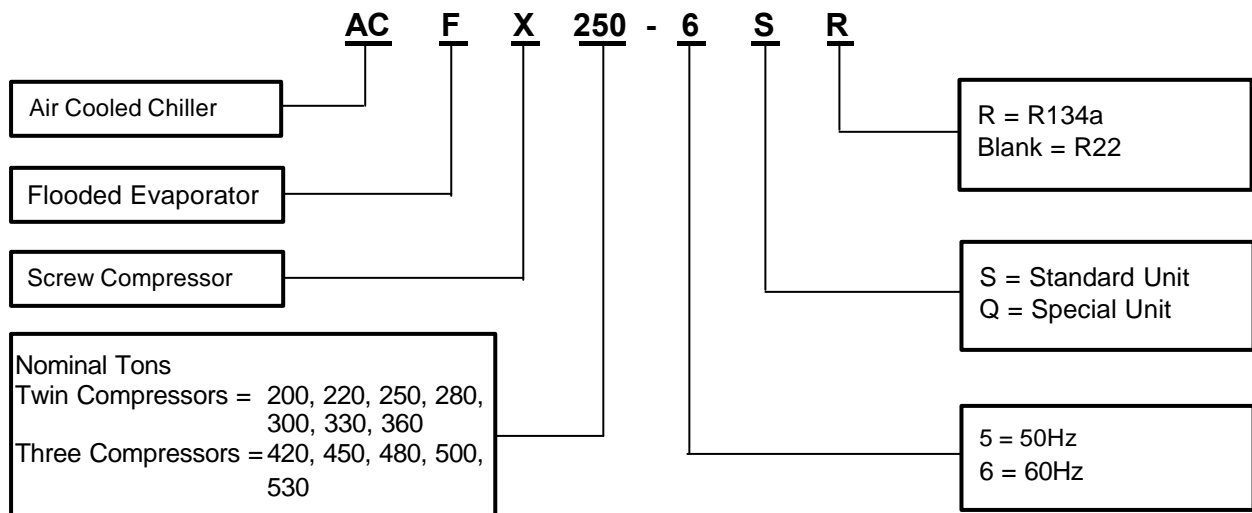 AC F X 250 - 6 S R
Air Cooled Chiller
Flooded Evaporator
Screw Compressor
Nominal Tons
Twin Compressors = 200, 220, 250, 280,
300, 330, 360
Three Compressors = 420, 450, 480, 500,
530
R = R134a
Blank = R22
S = Standard Unit
Q = Special Unit
5 = 50Hz
6 = 60Hz